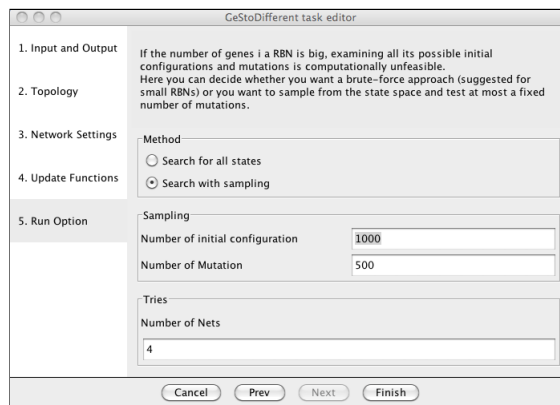 GeStoDifferent task editor
1. Input and Output
2. Topology
3. Network Settings
4. Update Functions
5. Run Option
If the number of genes i a RBN is big, examining all its possible initial
configurations and mutations is computationally unfeasible.
Here you can decide whether you want a brute-force approach (suggested for
small RBNs) or you want to sample from the state space and test at most a fixed
number of mutations.
Method
Search for all states
Search with sampling
Sampling
Number of initial configuration 1000
Number of Mutation 500
Tries
Number of Nets
4
Cancel Prev Next Finish